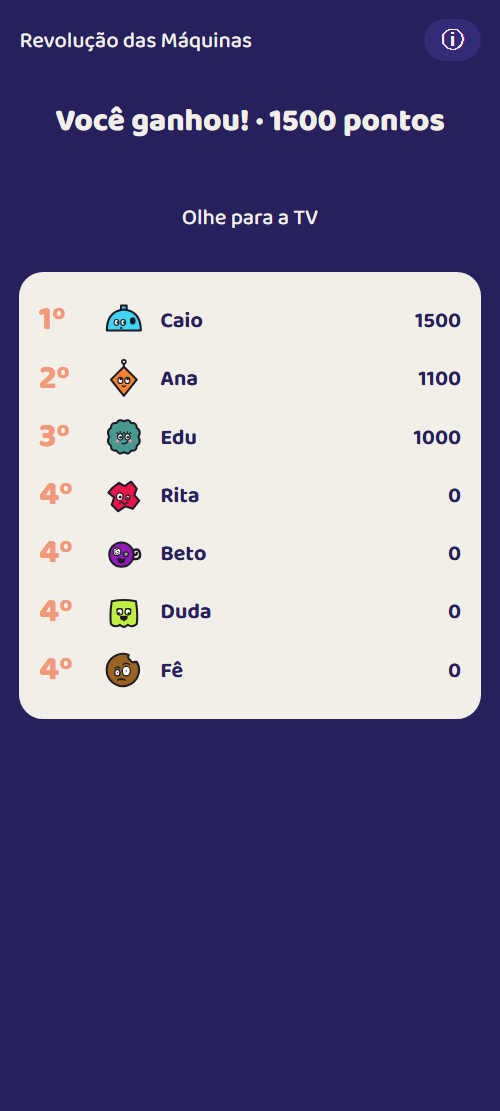 Revolução das Máquinas
Você ganhou! • 1500 pontos
Olhe para a TV
1º Caio 1500
2º Ana 1100
3º Edu 1000
4º Rita 0
4º Beto 0
4º Duda 0
4º Fê 0